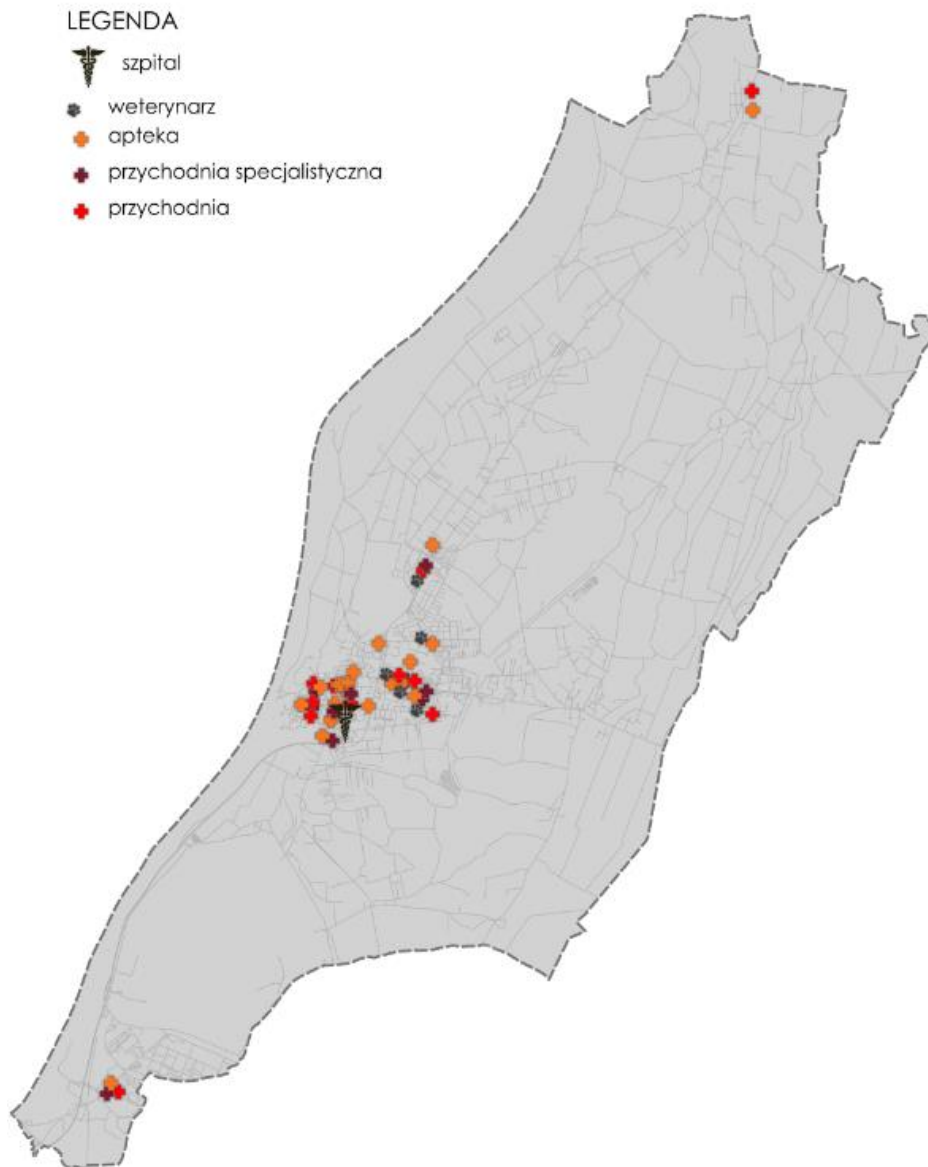 LEGENDA
szpital
weterynarz
apteka
przychodnia specjalistyczna
przychodnia